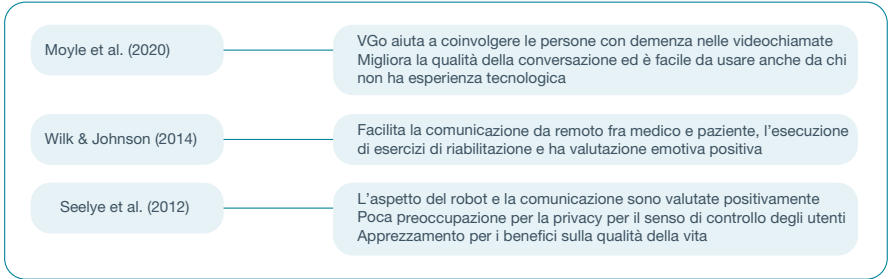 Moyle et al. (2020)
VGo aiuta a coinvolgere le persone con demenza nelle videochiamate
Migliora la qualità della conversazione ed è facile da usare anche da chi
non ha esperienza tecnologica
Wilk & Johnson (2014)
Facilita la comunicazione da remoto fra medico e paziente, l’esecuzione
di esercizi di riabilitazione e ha valutazione emotiva positiva
Seelye et al. (2012)
L’aspetto del robot e la comunicazione sono valutate positivamente
Poca preoccupazione per la privacy per il senso di controllo degli utenti
Apprezzamento per i benefici sulla qualità della vita